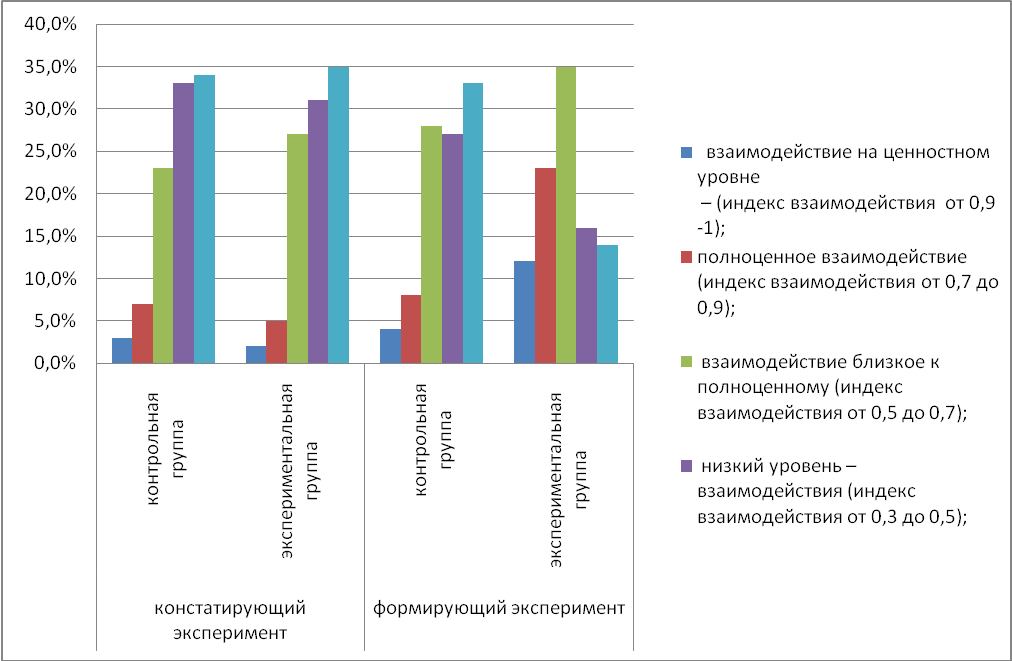 40,0%
35,0%
30,0%
25,0%
20,0%
15,0%
10,0%
5,0%
0,0%
контрольная
группа
экспериментальная
группа
контрольная
группа
экспериментальная
группа
констатирующий
эксперимент
формирующий эксперимент
взаимодействие на ценностном
уровне
– (индекс взаимодействия от 0,9
-1);
полноценное взаимодействие
(индекс взаимодействия от 0,7 до
0,9);
взаимодействие близкое к
полноценному (индекс
взаимодействия от 0,5 до 0,7);
низкий уровень –
взаимодействия (индекс
взаимодействия от 0,3 до 0,5);